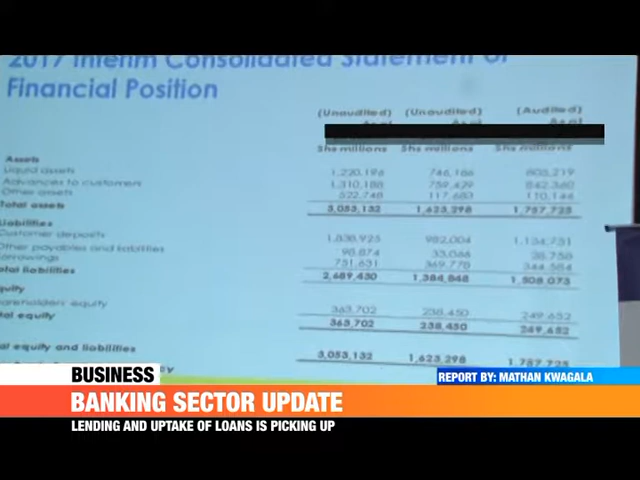 2017 Interim Consolidated Statement of
Financial Position
(Unaudited) (Unaudited) (Audited)
Shs millions Shs millions Shs millions
Assets
Liquid assets 1,220,196 746,186 805,219
Advances to customers 1,310,188 759,429 842,360
Other assets 522,748 117,683 110,146
Total assets 3,053,132 1,623,298 1,757,725
Liabilities
Customer deposits 1,838,925 982,004 1,134,731
Other payables and liabilities 98,874 33,066 38,758
orrowings 751,631 369,778 344,584
otal liabilities 2,689,430 1,384,848 1,508,073
quity
areholders' equity 363,702 238,450 249,652
tal equity 363,702 238,450 249,652
al equity and liabilities 3,053,132 1,623,298 1,757,725
BUSINESS
REPORT BY: MATHAN KWAGALA
BANKING SECTOR UPDATE
LENDING AND UPTAKE OF LOANS IS PICKING UP